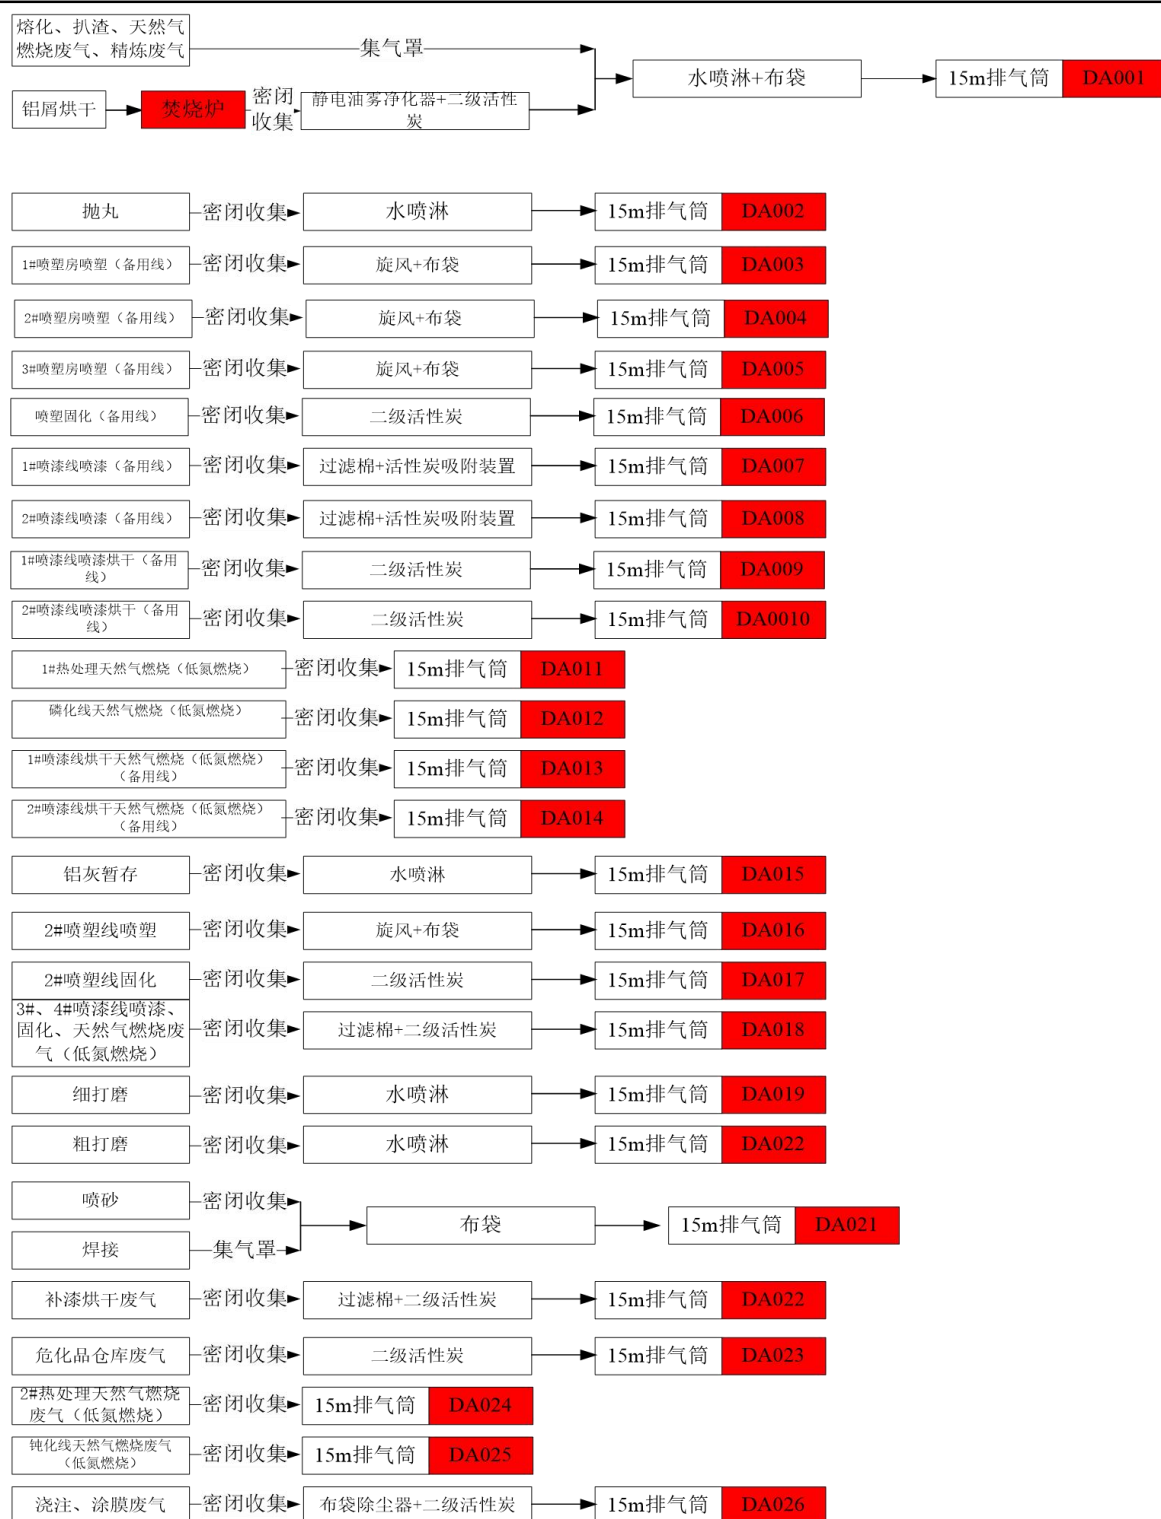 熔化、扒渣、天然气
燃烧废气、精炼废气
集气罩
水喷淋+布袋
15m排气筒 DA001
铝屑烘干 焚烧炉
密闭
收集
静电油雾净化器+二级活性
炭
抛丸 密闭收集 水喷淋 15m排气筒 DA002
1#喷塑房喷塑（备用线） 密闭收集 旋风+布袋 15m排气筒 DA003
2#喷塑房喷塑（备用线） 密闭收集 旋风+布袋 15m排气筒 DA004
3#喷塑房喷塑（备用线） 密闭收集 旋风+布袋 15m排气筒 DA005
喷塑固化（备用线） 密闭收集 二级活性炭 15m排气筒 DA006
1#喷漆线喷漆（备用线） 密闭收集 过滤棉+活性炭吸附装置 15m排气筒 DA007
2#喷漆线喷漆（备用线） 密闭收集 过滤棉+活性炭吸附装置 15m排气筒 DA008
1#喷漆线喷漆烘干（备用
线）
密闭收集 二级活性炭 15m排气筒 DA009
2#喷漆线喷漆烘干（备用
线）
密闭收集 二级活性炭 15m排气筒 DA0010
1#热处理天然气燃烧（低氮燃烧） 密闭收集 15m排气筒 DA011
磷化线天然气燃烧（低氮燃烧） 密闭收集 15m排气筒 DA012
1#喷漆线烘干天然气燃烧（低氮燃烧）
（备用线）
密闭收集 15m排气筒 DA013
2#喷漆线烘干天然气燃烧（低氮燃烧）
（备用线）
密闭收集 15m排气筒 DA014
铝灰暂存 密闭收集 水喷淋 15m排气筒 DA015
2#喷塑线喷塑 密闭收集 旋风+布袋 15m排气筒 DA016
2#喷塑线固化 密闭收集 二级活性炭 15m排气筒 DA017
3#、4#喷漆线喷漆、
固化、天然气燃烧废
气（低氮燃烧）
密闭收集 过滤棉+二级活性炭 15m排气筒 DA018
细打磨 密闭收集 水喷淋 15m排气筒 DA019
粗打磨 密闭收集 水喷淋 15m排气筒 DA022
喷砂 密闭收集
布袋 15m排气筒 DA021
焊接 集气罩
补漆烘干废气 密闭收集 过滤棉+二级活性炭 15m排气筒 DA022
危化品仓库废气 密闭收集 二级活性炭 15m排气筒 DA023
2#热处理天然气燃烧
废气（低氮燃烧）
密闭收集 15m排气筒 DA024
钝化线天然气燃烧废气
（低氮燃烧）
密闭收集 15m排气筒 DA025
浇注、涂膜废气 密闭收集 布袋除尘器+二级活性炭 15m排气筒 DA026